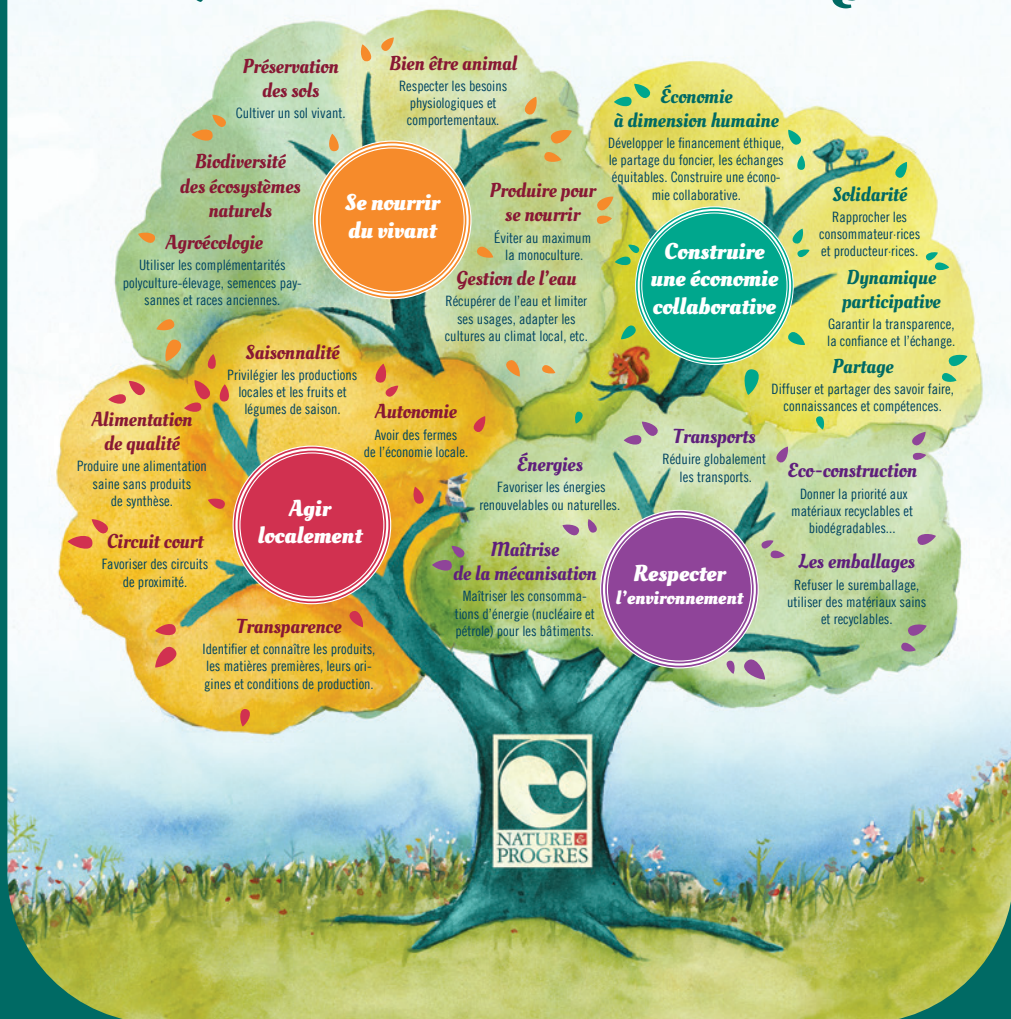 Préservation
des sols
Cultiver un sol vivant.
Bien être animal
Respecter les besoins
physiologiques et
comportementaux.
Biodiversité
des écosystèmes
naturels
Se nourrir
du vivant
Produire pour
se nourrir
Éviter au maximum
la monoculture.
Agroécologie
Utiliser les complémentarités
polyculture-élevage, semences pay-
sannes et races anciennes.
Gestion de l'eau
Récupérer de l'eau et limiter
ses usages, adapter les
cultures au climat local, etc.
Économie
à dimension humaine
Développer le financement éthique,
le partage du foncier, les échanges
équitables. Construire une écono-
mie collaborative.
Construire
une économie
collaborative
Solidarité
Rapprocher les
consommateur·rices
et producteur·rices.
Dynamique
participative
Garantir la transparence,
la confiance et l'échange.
Partage
Diffuser et partager des savoir faire,
connaissances et compétences.
Saisonnalité
Privilégier les productions
locales et les fruits et
légumes de saison.
Alimentation
de qualité
Produire une alimentation
saine sans produits
de synthèse.
Autonomie
Avoir des fermes
de l'économie locale.
Agir
localement
Circuit court
Favoriser des circuits
de proximité.
Transparence
Identifier et connaître les produits,
les matières premières, leurs ori-
gines et conditions de production.
Énergies
Favoriser les énergies
renouvelables ou naturelles.
Transports
Réduire globalement
les transports.
Eco-construction
Donner la priorité aux
matériaux recyclables et
biodégradables...
Maîtrise
de la mécanisation
Maîtriser les consomma-
tions d'énergie (nucléaire et
pétrole) pour les bâtiments.
Respecter
l'environnement
Les emballages
Refuser le suremballage,
utiliser des matériaux sains
et recyclables.
NATURE &
PROGRES